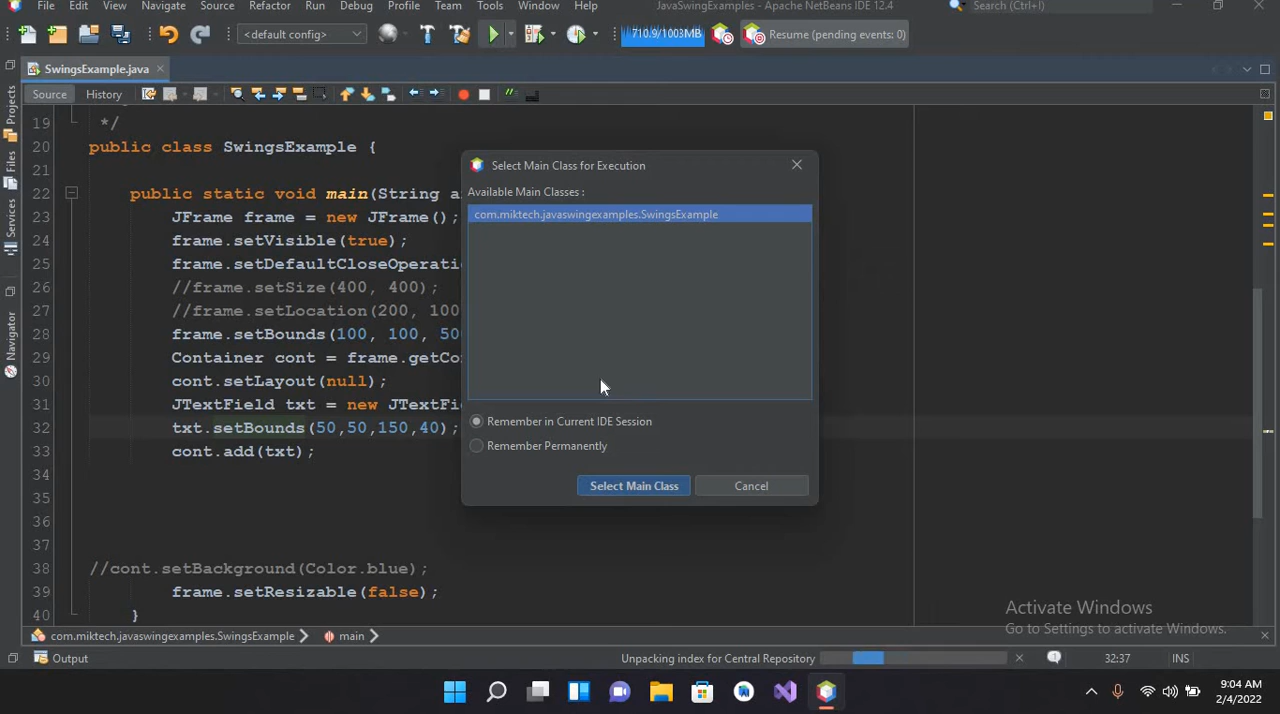 File Edit View Navigate Source Refactor Run Debug Profile Team Tools Window Help JavaSwingExamples - Apache NetBeans IDE 12.4 Search (Ctrl+I)
<default config> 710.9/1003MB Resume (pending events: 0)
SwingsExample.java
Source History
Projects
Files
Services
Navigator
19 */
20 public class SwingsExample {
21
22 public static void main(String a
23 JFrame frame = new JFrame();
24 frame.setVisible(true);
25 frame.setDefaultCloseOperati
26 //frame.setSize(400, 400);
27 //frame.setLocation(200, 100
28 frame.setBounds(100, 100, 50
29 Container cont = frame.getCo
30 cont.setLayout(null);
31 JTextField txt = new JTextFi
32 txt.setBounds(50,50,150,40);
33 cont.add(txt);
34
35
36
37
38 //cont.setBackground(Color.blue);
39 frame.setResizable(false);
40 }
Select Main Class for Execution
Available Main Classes :
com.miktech.javaswingexamples.SwingsExample
Remember in Current IDE Session
Remember Permanently
Select Main Class Cancel
Activate Windows
Go to Settings to activate Windows.
com.miktech.javaswingexamples.SwingsExample main
Output Unpacking index for Central Repository 32:37 INS
9:04 AM
2/4/2022